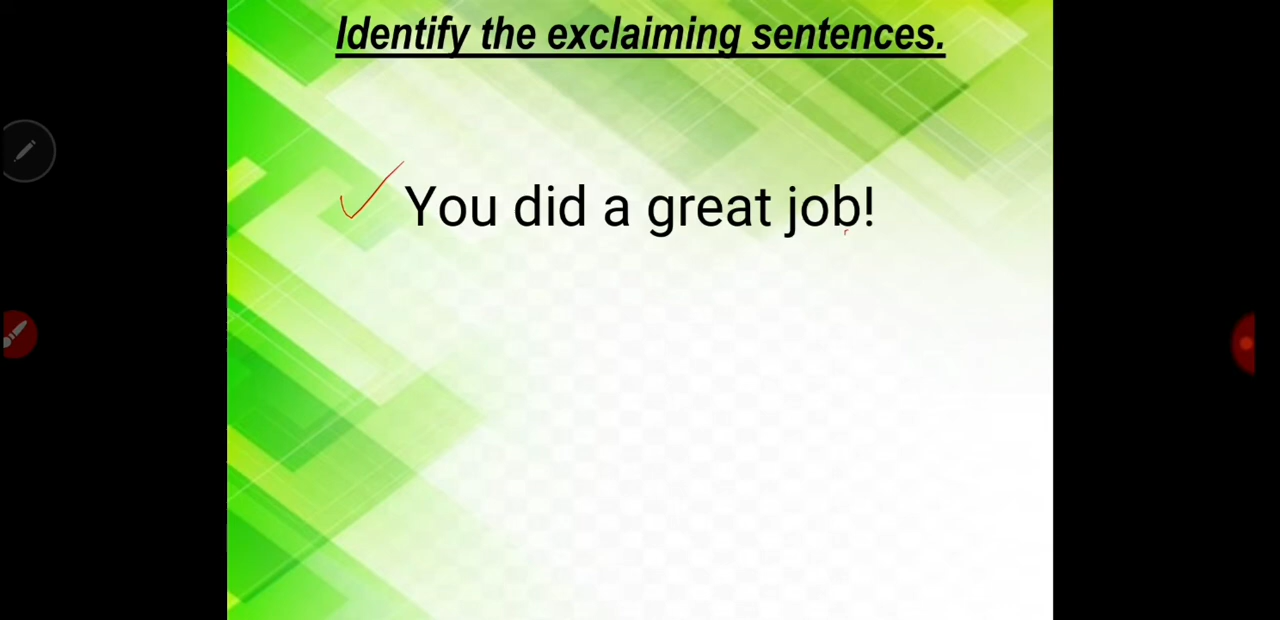 Identify the exclaiming sentences.
You did a great job!